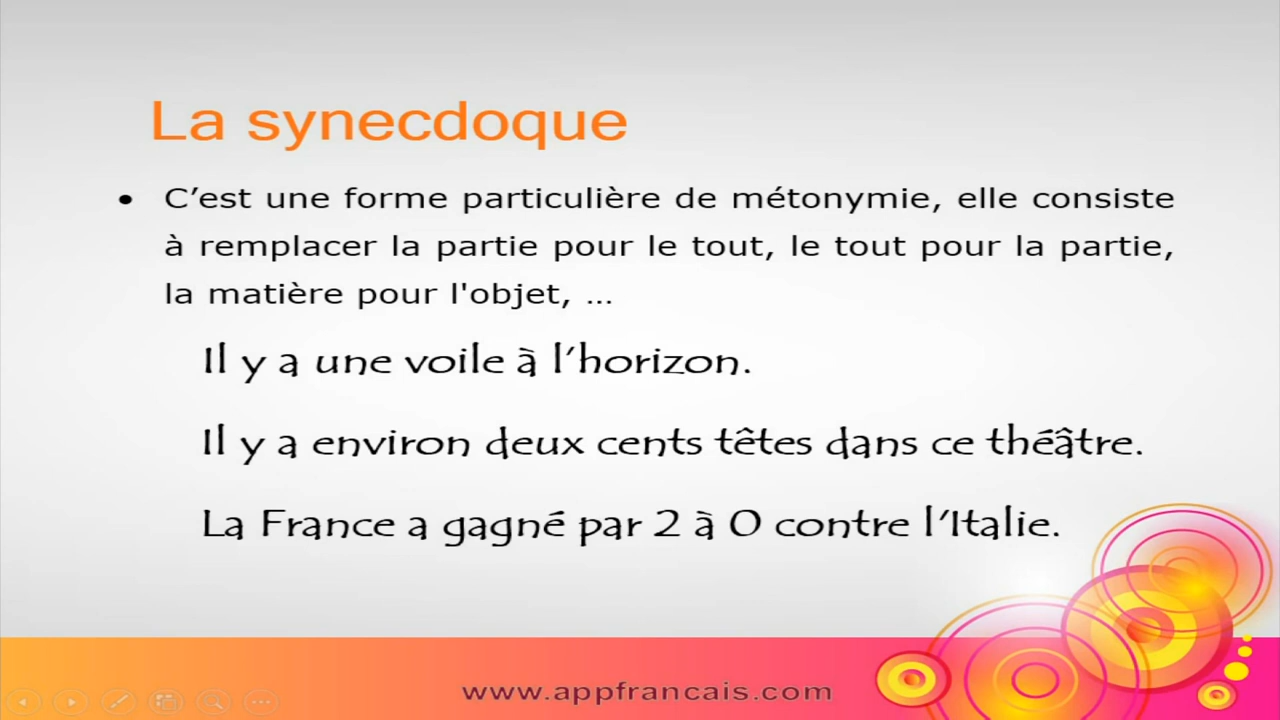 La synecdoque
• C’est une forme particulière de métonymie, elle consiste
à remplacer la partie pour le tout, le tout pour la partie,
la matière pour l'objet, ...
Il y a une voile à l’horizon.
Il y a environ deux cents têtes dans ce théâtre.
La France a gagné par 2 à 0 contre l’Italie.
www.appfrancais.com